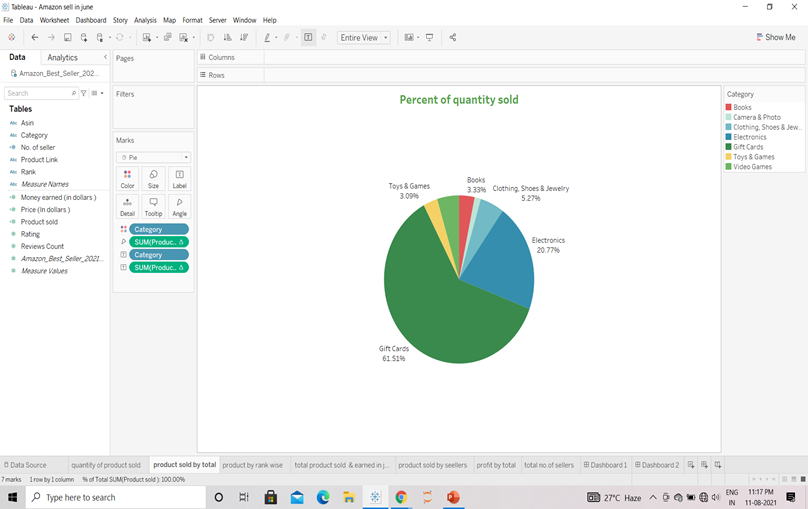 Tableau - Amazon sell in june
File Data Worksheet Dashboard Story Analysis Map Format Server Window Help
Entire View
Show Me
Data Analytics
Amazon_Best_Seller_202...
Search
Tables
Asin
Category
No. of seller
Product Link
Rank
Measure Names
Money earned (in dollars )
Price (In dollars )
Product sold
Rating
Reviews Count
Amazon_Best_Seller_2021...
Measure Values
Pages
Filters
Marks
Pie
Color Size Label
Detail Tooltip Angle
Category
SUM(Produc..
Category
SUM(Produc..
Columns
Rows
Percent of quantity sold
Books
3.33%
Toys & Games
3.09%
Clothing, Shoes & Jewelry
5.27%
Electronics
20.77%
Gift Cards
61.51%
Category
Books
Camera & Photo
Clothing, Shoes & Jew..
Electronics
Gift Cards
Toys & Games
Video Games
Data Source quantity of product sold product sold by total product by rank wise total product sold & earned in j... product sold by seellers profit by total total no.of sellers Dashboard 1 Dashboard 2
7 marks 1 row by 1 column % of Total SUM(Product sold ): 100.00%
Type here to search
27°C Haze
ENG
IN
11:17 PM
11-08-2021